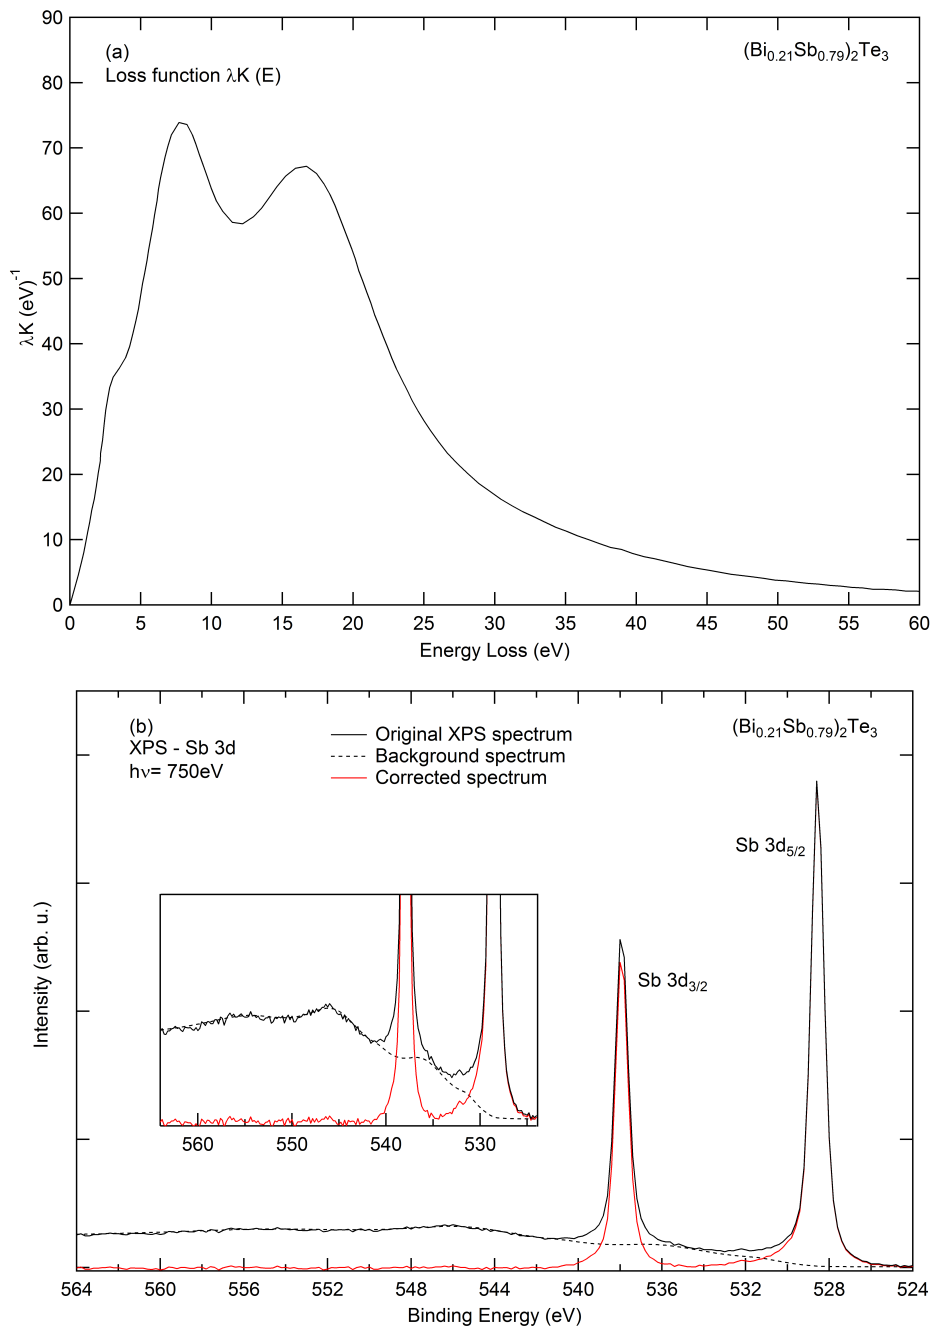 90
80
70
60
50
40
30
20
10
0
λK (eV)⁻¹
(a)
Loss function λK (E)
(Bi₀.₂₁Sb₀.₇₉)₂Te₃
0 5 10 15 20 25 30 35 40 45 50 55 60
Energy Loss (eV)
(b)
XPS - Sb 3d
hν= 750eV
Original XPS spectrum
Background spectrum
Corrected spectrum
(Bi₀.₂₁Sb₀.₇₉)₂Te₃
Sb 3d₅/₂
Sb 3d₃/₂
Intensity (arb. u.)
560 550 540 530
564 560 556 552 548 544 540 536 532 528 524
Binding Energy (eV)